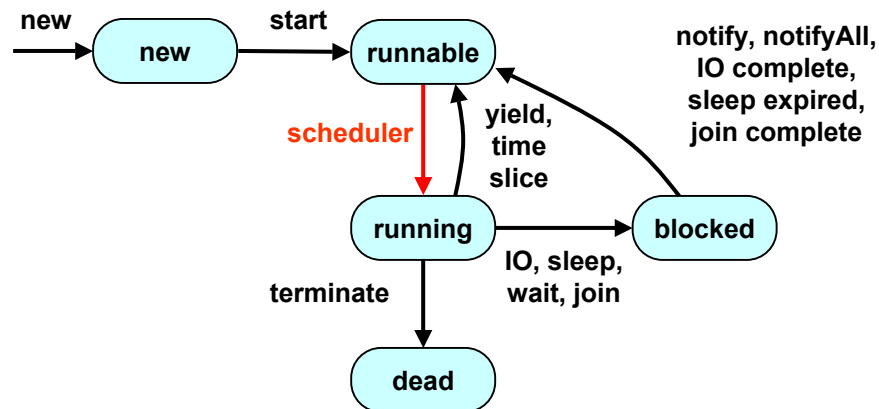 new
start
new
runnable
notify, notifyAll,
IO complete,
sleep expired,
join complete
scheduler
yield,
time
slice
running
blocked
IO, sleep,
wait, join
terminate
dead